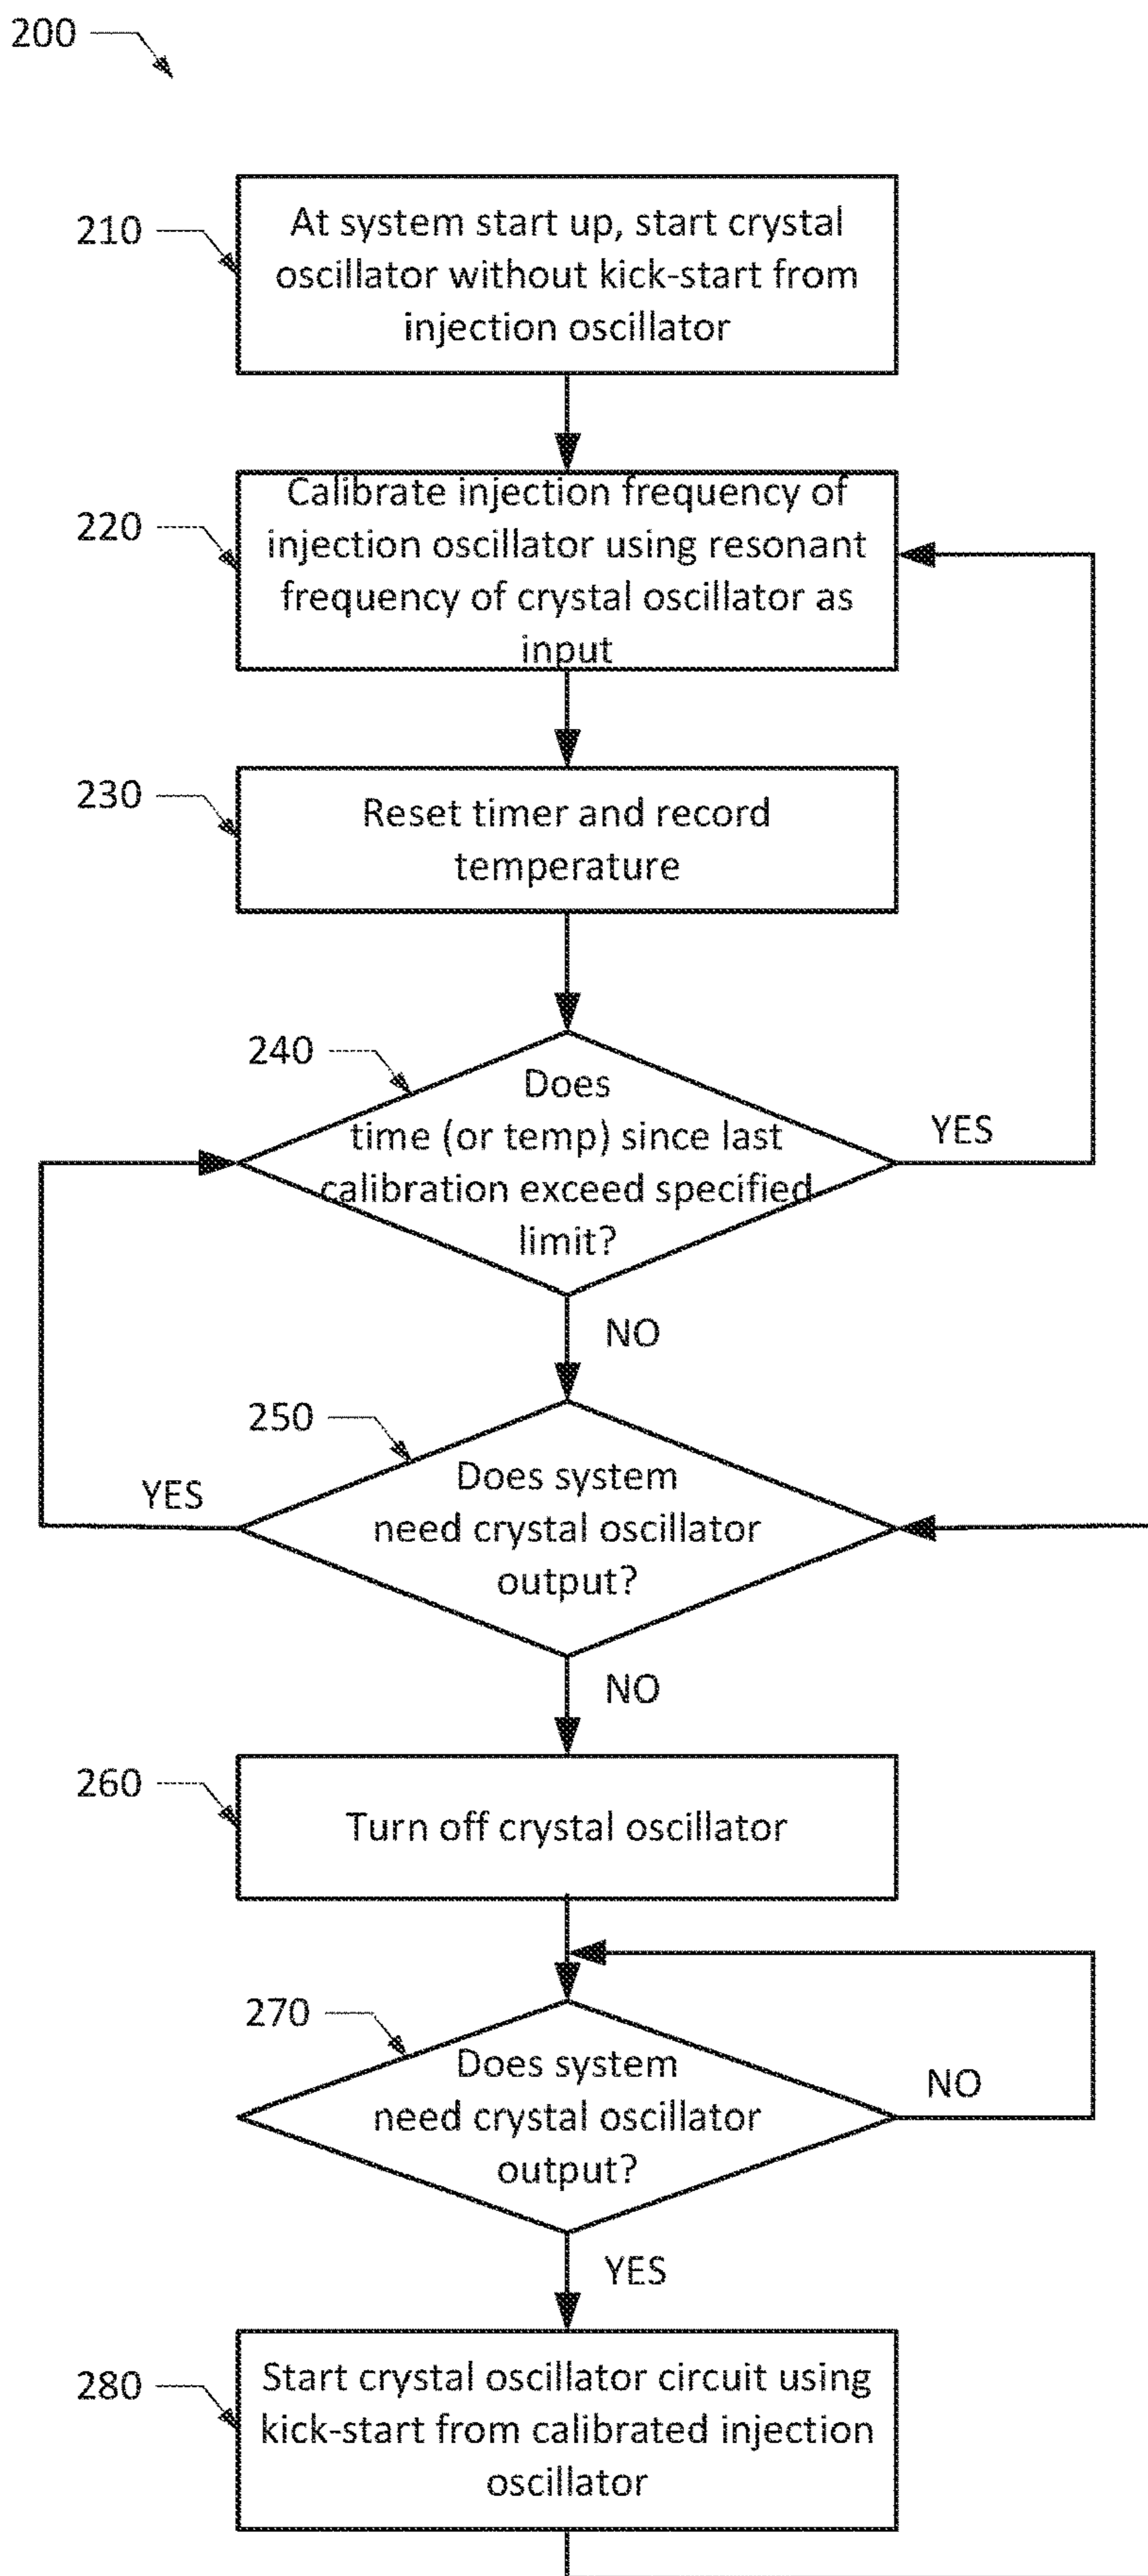 200
210
At system start up, start crystal
oscillator without kick-start from
injection oscillator
220
Calibrate injection frequency of
injection oscillator using resonant
frequency of crystal oscillator as
input
230
Reset timer and record
temperature
240
Does
time (or temp) since last
calibration exceed specified
limit?
YES
NO
250
Does system
need crystal oscillator
output?
YES
NO
260
Turn off crystal oscillator
270
Does system
need crystal oscillator
output?
NO
YES
280
Start crystal oscillator circuit using
kick-start from calibrated injection
oscillator